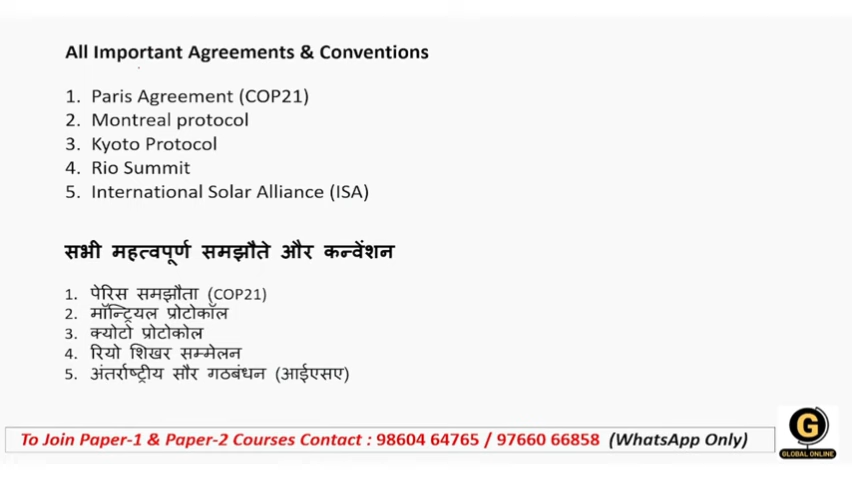 All Important Agreements & Conventions
1. Paris Agreement (COP21)
2. Montreal protocol
3. Kyoto Protocol
4. Rio Summit
5. International Solar Alliance (ISA)
सभी महत्वपूर्ण समझौते और कन्वेंशन
1. पेरिस समझौता (COP21)
2. मॉन्ट्रियल प्रोटोकॉल
3. क्योटो प्रोटोकोल
4. रियो शिखर सम्मेलन
5. अंतर्राष्ट्रीय सौर गठबंधन (आईएसए)
To Join Paper-1 & Paper-2 Courses Contact : 98604 64765 / 97660 66858 (WhatsApp Only)
G
GLOBAL ONLINE